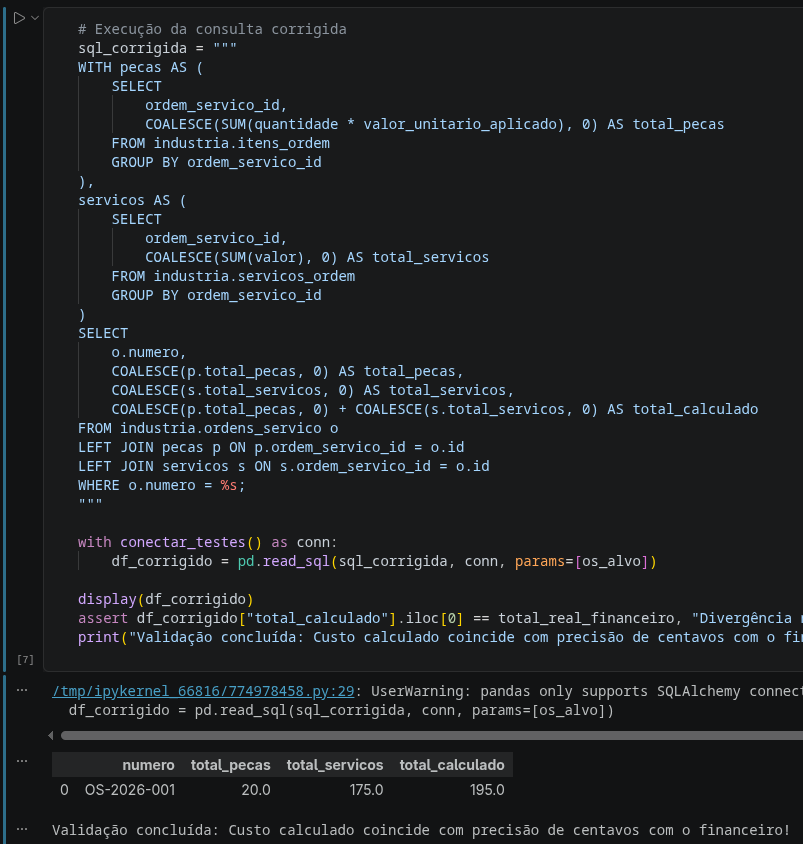 # Execução da consulta corrigida
sql_corrigida = """
WITH pecas AS (
    SELECT
        ordem_servico_id,
        COALESCE(SUM(quantidade * valor_unitario_aplicado), 0) AS total_pecas
    FROM industria.itens_ordem
    GROUP BY ordem_servico_id
),
servicos AS (
    SELECT
        ordem_servico_id,
        COALESCE(SUM(valor), 0) AS total_servicos
    FROM industria.servicos_ordem
    GROUP BY ordem_servico_id
)
SELECT
    o.numero,
    COALESCE(p.total_pecas, 0) AS total_pecas,
    COALESCE(s.total_servicos, 0) AS total_servicos,
    COALESCE(p.total_pecas, 0) + COALESCE(s.total_servicos, 0) AS total_calculado
FROM industria.ordens_servico o
LEFT JOIN pecas p ON p.ordem_servico_id = o.id
LEFT JOIN servicos s ON s.ordem_servico_id = o.id
WHERE o.numero = %s;
"""
with conectar_testes() as conn:
    df_corrigido = pd.read_sql(sql_corrigida, conn, params=[os_alvo])
display(df_corrigido)
assert df_corrigido["total_calculado"].iloc[0] == total_real_financeiro, "Divergência
print("Validação concluída: Custo calculado coincide com precisão de centavos com o fin
[7]
... /tmp/ipykernel_66816/774978458.py:29: UserWarning: pandas only supports SQLAlchemy connect
  df_corrigido = pd.read_sql(sql_corrigida, conn, params=[os_alvo])
... numero total_pecas total_servicos total_calculado
0 OS-2026-001 20.0 175.0 195.0
... Validação concluída: Custo calculado coincide com precisão de centavos com o financeiro!